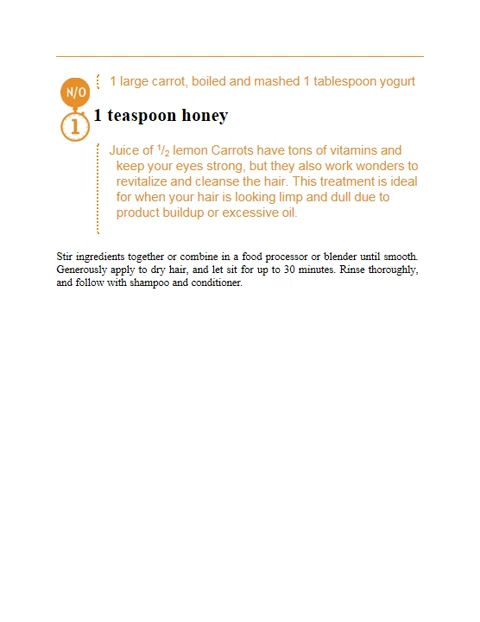 1 large carrot, boiled and mashed 1 tablespoon yogurt
N/O
1
1 teaspoon honey
Juice of 1/2 lemon Carrots have tons of vitamins and
keep your eyes strong, but they also work wonders to
revitalize and cleanse the hair. This treatment is ideal
for when your hair is looking limp and dull due to
product buildup or excessive oil.
Stir ingredients together or combine in a food processor or blender until smooth.
Generously apply to dry hair, and let sit for up to 30 minutes. Rinse thoroughly,
and follow with shampoo and conditioner.